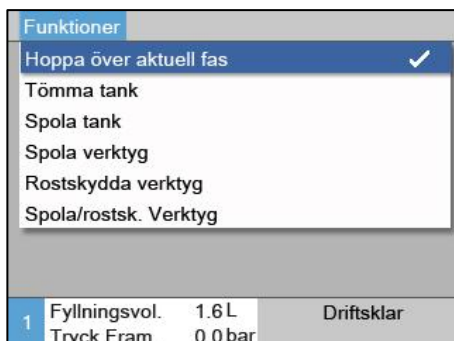 Funktioner
Hoppa över aktuell fas
Tömma tank
Spola tank
Spola verktyg
Rostskydda verktyg
Spola/rostsk. Verktyg
1
Fyllningsvol. 1.6 L Driftsklar
Tryck Fram.. 0.0 bar